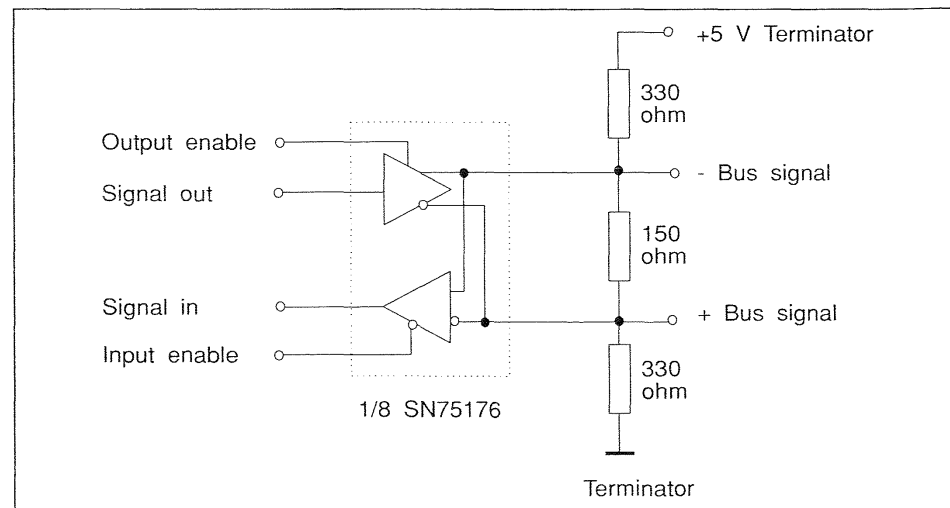 +5 V Terminator
330
ohm
Output enable
Signal out
- Bus signal
150
ohm
Signal in
+ Bus signal
Input enable
330
ohm
1/8 SN75176
Terminator